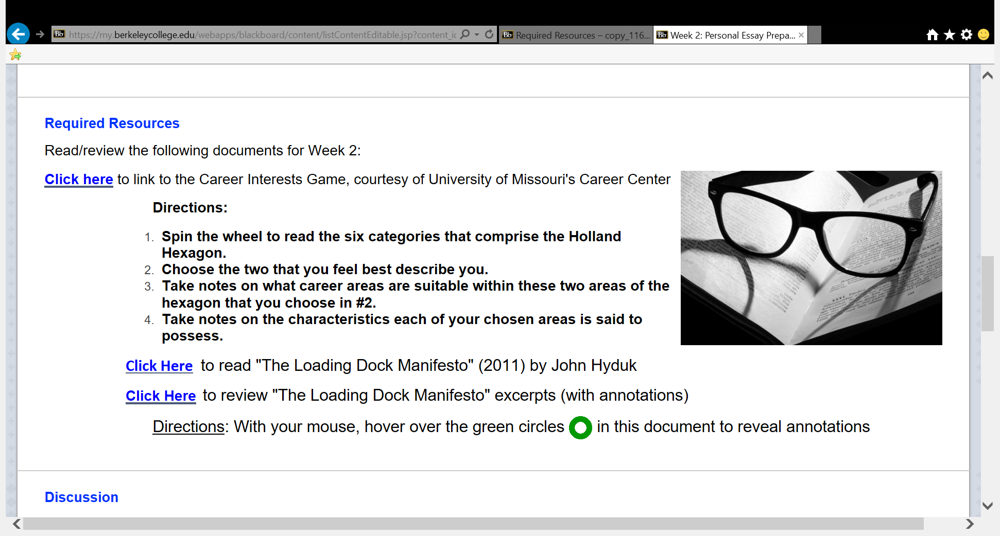 Bb https://my.berkeleycollege.edu/webapps/blackboard/content/listContentEditable.jsp?content_id
Bb Required Resources – copy_116...
Bb Week 2: Personal Essay Prepa...
Required Resources
Read/review the following documents for Week 2:
Click here to link to the Career Interests Game, courtesy of University of Missouri's Career Center
Directions:
1. Spin the wheel to read the six categories that comprise the Holland
Hexagon.
2. Choose the two that you feel best describe you.
3. Take notes on what career areas are suitable within these two areas of the
hexagon that you choose in #2.
4. Take notes on the characteristics each of your chosen areas is said to
possess.
Click Here to read "The Loading Dock Manifesto" (2011) by John Hyduk
Click Here to review "The Loading Dock Manifesto" excerpts (with annotations)
Directions: With your mouse, hover over the green circles in this document to reveal annotations
Discussion